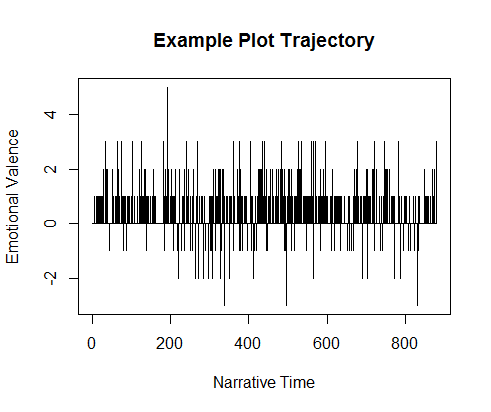 Example Plot Trajectory
Emotional Valence
4
2
0
-2
0 200 400 600 800
Narrative Time